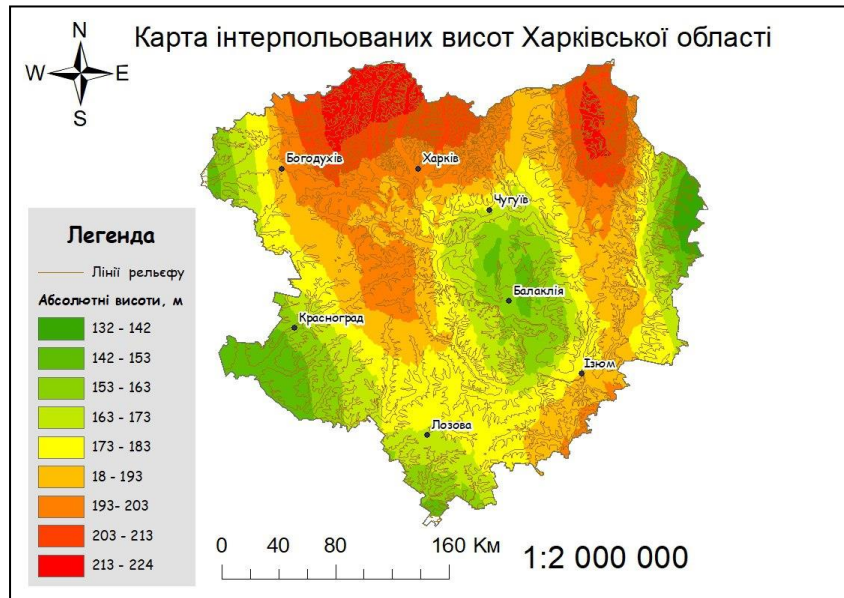 Карта інтерпольованих висот Харківської області
N
W E
S
Богодухів
Харків
Чугуїв
Балаклія
Красноград
Ізюм
Лозова
Легенда
Лінії рельєфу
Абсолютні висоти, м
132 - 142
142 - 153
153 - 163
163 - 173
173 - 183
18 - 193
193- 203
203 - 213
213 - 224
0 40 80 160 Км
1:2 000 000